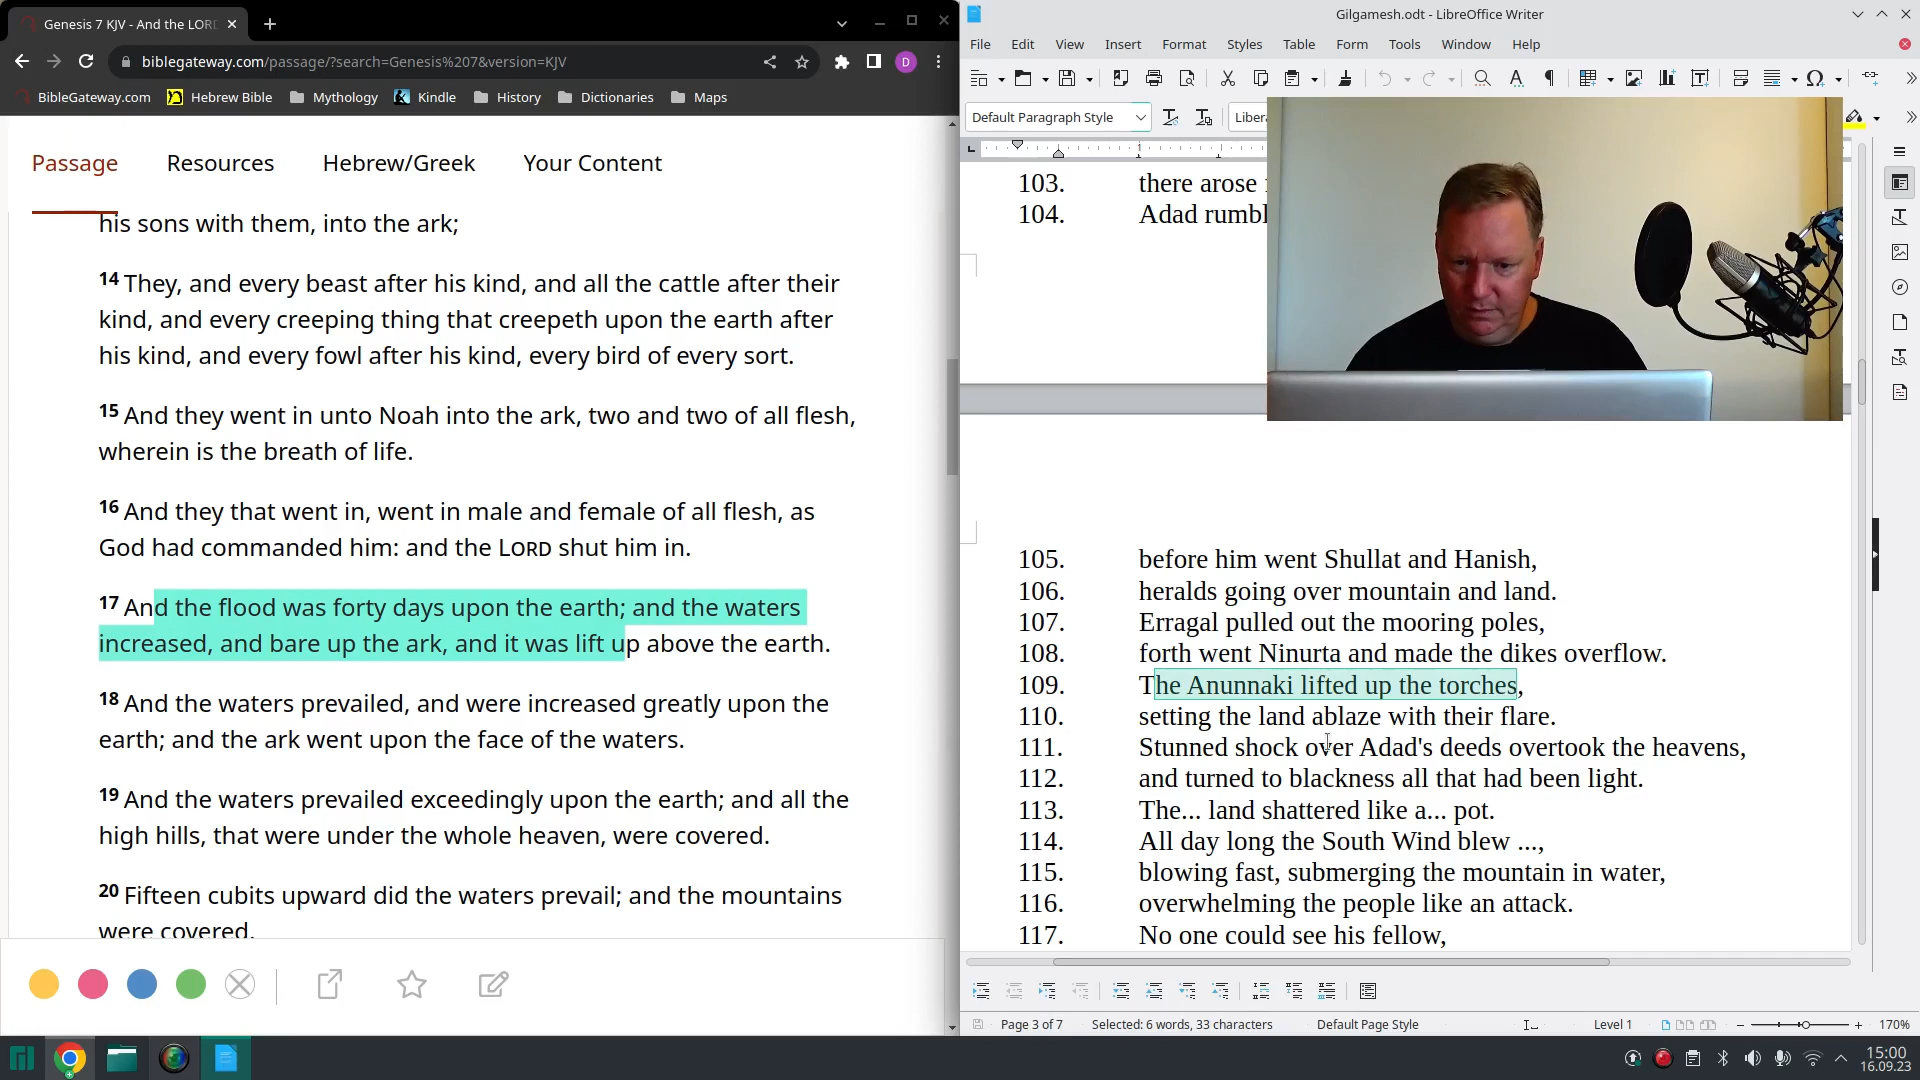 Genesis 7 KJV - And the LOR
Gilgamesh.odt - LibreOffice Writer
File Edit View Insert Format Styles Table Form Tools Window Help
biblegateway.com/passage/?search=Genesis%207&version=KJV
D
BibleGateway.com Hebrew Bible Mythology Kindle History Dictionaries Maps
Default Paragraph Style
Libera
Passage Resources Hebrew/Greek Your Content
his sons with them, into the ark;
14 They, and every beast after his kind, and all the cattle after their
kind, and every creeping thing that creepeth upon the earth after
his kind, and every fowl after his kind, every bird of every sort.
15 And they went in unto Noah into the ark, two and two of all flesh,
wherein is the breath of life.
16 And they that went in, went in male and female of all flesh, as
God had commanded him: and the LORD shut him in.
17 And the flood was forty days upon the earth; and the waters
increased, and bare up the ark, and it was lift up above the earth.
18 And the waters prevailed, and were increased greatly upon the
earth; and the ark went upon the face of the waters.
19 And the waters prevailed exceedingly upon the earth; and all the
high hills, that were under the whole heaven, were covered.
20 Fifteen cubits upward did the waters prevail; and the mountains
were covered.
103. there arose
104. Adad rumbl
105. before him went Shullat and Hanish,
106. heralds going over mountain and land.
107. Erragal pulled out the mooring poles,
108. forth went Ninurta and made the dikes overflow.
109. The Anunnaki lifted up the torches,
110. setting the land ablaze with their flare.
111. Stunned shock over Adad's deeds overtook the heavens,
112. and turned to blackness all that had been light.
113. The... land shattered like a... pot.
114. All day long the South Wind blew ...,
115. blowing fast, submerging the mountain in water,
116. overwhelming the people like an attack.
117. No one could see his fellow,
Page 3 of 7 Selected: 6 words, 33 characters Default Page Style Level 1 170%
15:00
16.09.23